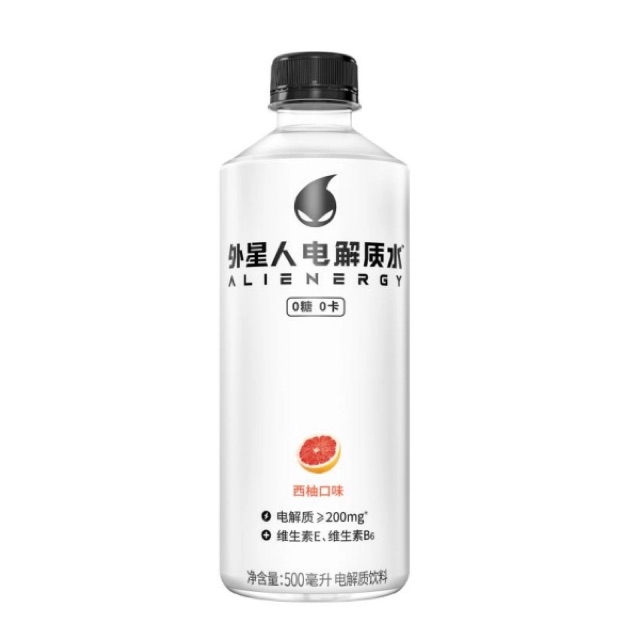 外星人电解质水™
ALIENERGY
0糖 0卡
西柚口味
电解质≥200mg*
维生素E、维生素B₆
净含量:500毫升 电解质饮料